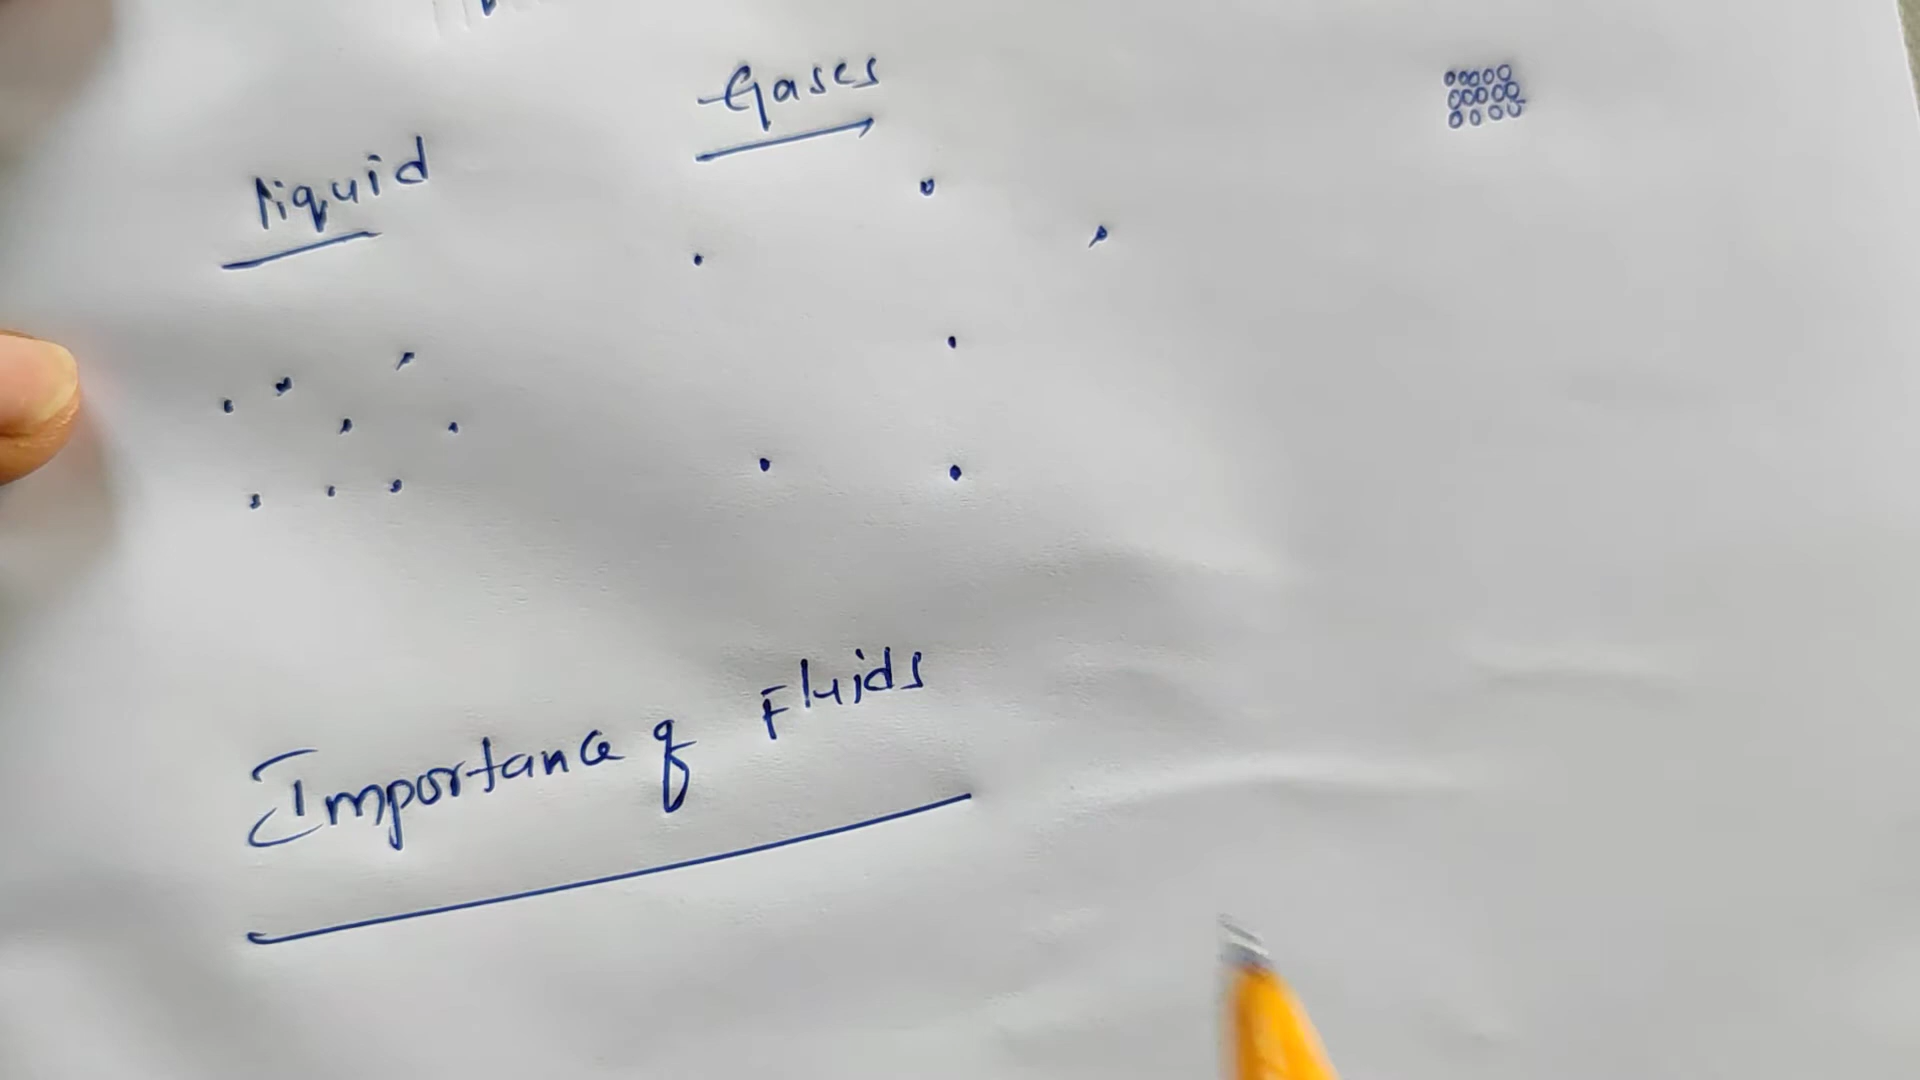 Gases
liquid
Importance of Fluids